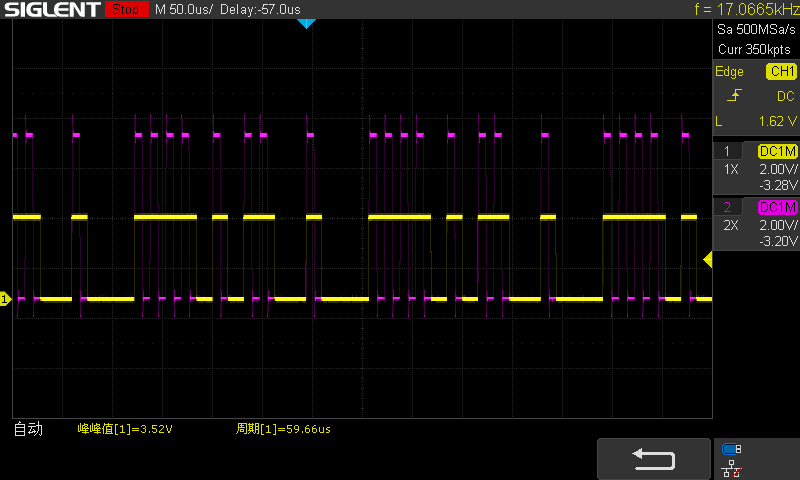 SIGLENT Stop M 50.0us/ Delay:-57.0us f = 17.0665kHz
Sa 500MSa/s
Curr 350kpts
Edge CH1
DC
L 1.62 V
1 DC1M
1X 2.00V/
-3.28V
2 DC1M
2X 2.00V/
-3.20V
1
自动 峰峰值[1]=3.52V 周期[1]=59.66us